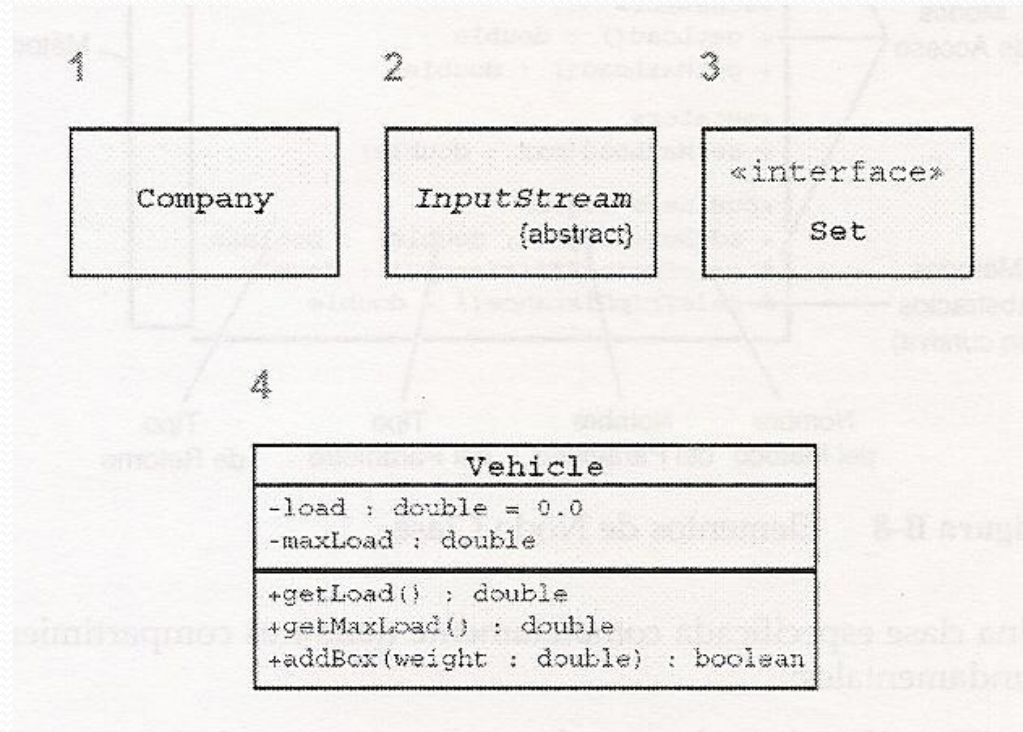 1
2
3
Company
InputStream
{abstract}
«interface»
Set
4
Vehicle
-load : double = 0.0
-maxLoad : double
+getLoad() : double
+getMaxLoad() : double
+addBox(weight : double) : boolean